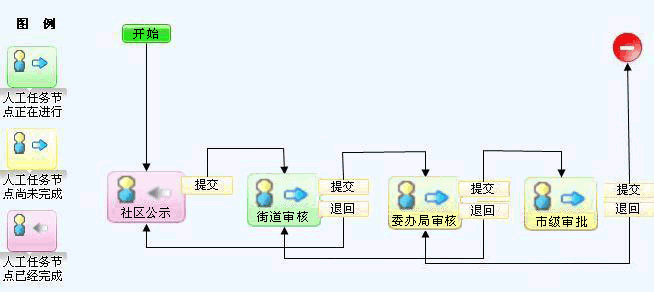 图 例
开始
人工任务节
点正在进行
人工任务节
点尚未完成
人工任务节
点已经完成
社区公示
提交
街道审核
提交
退回
委办局审核
提交
退回
市级审批
提交
退回